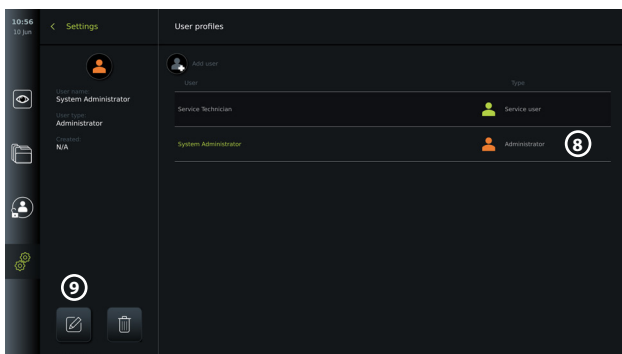 10:56
10 Jun
Settings
User profiles
Add user
User name:
System Administrator
User type:
Administrator
Created:
N/A
User Type
Service Technician Service user
System Administrator Administrator 8
9